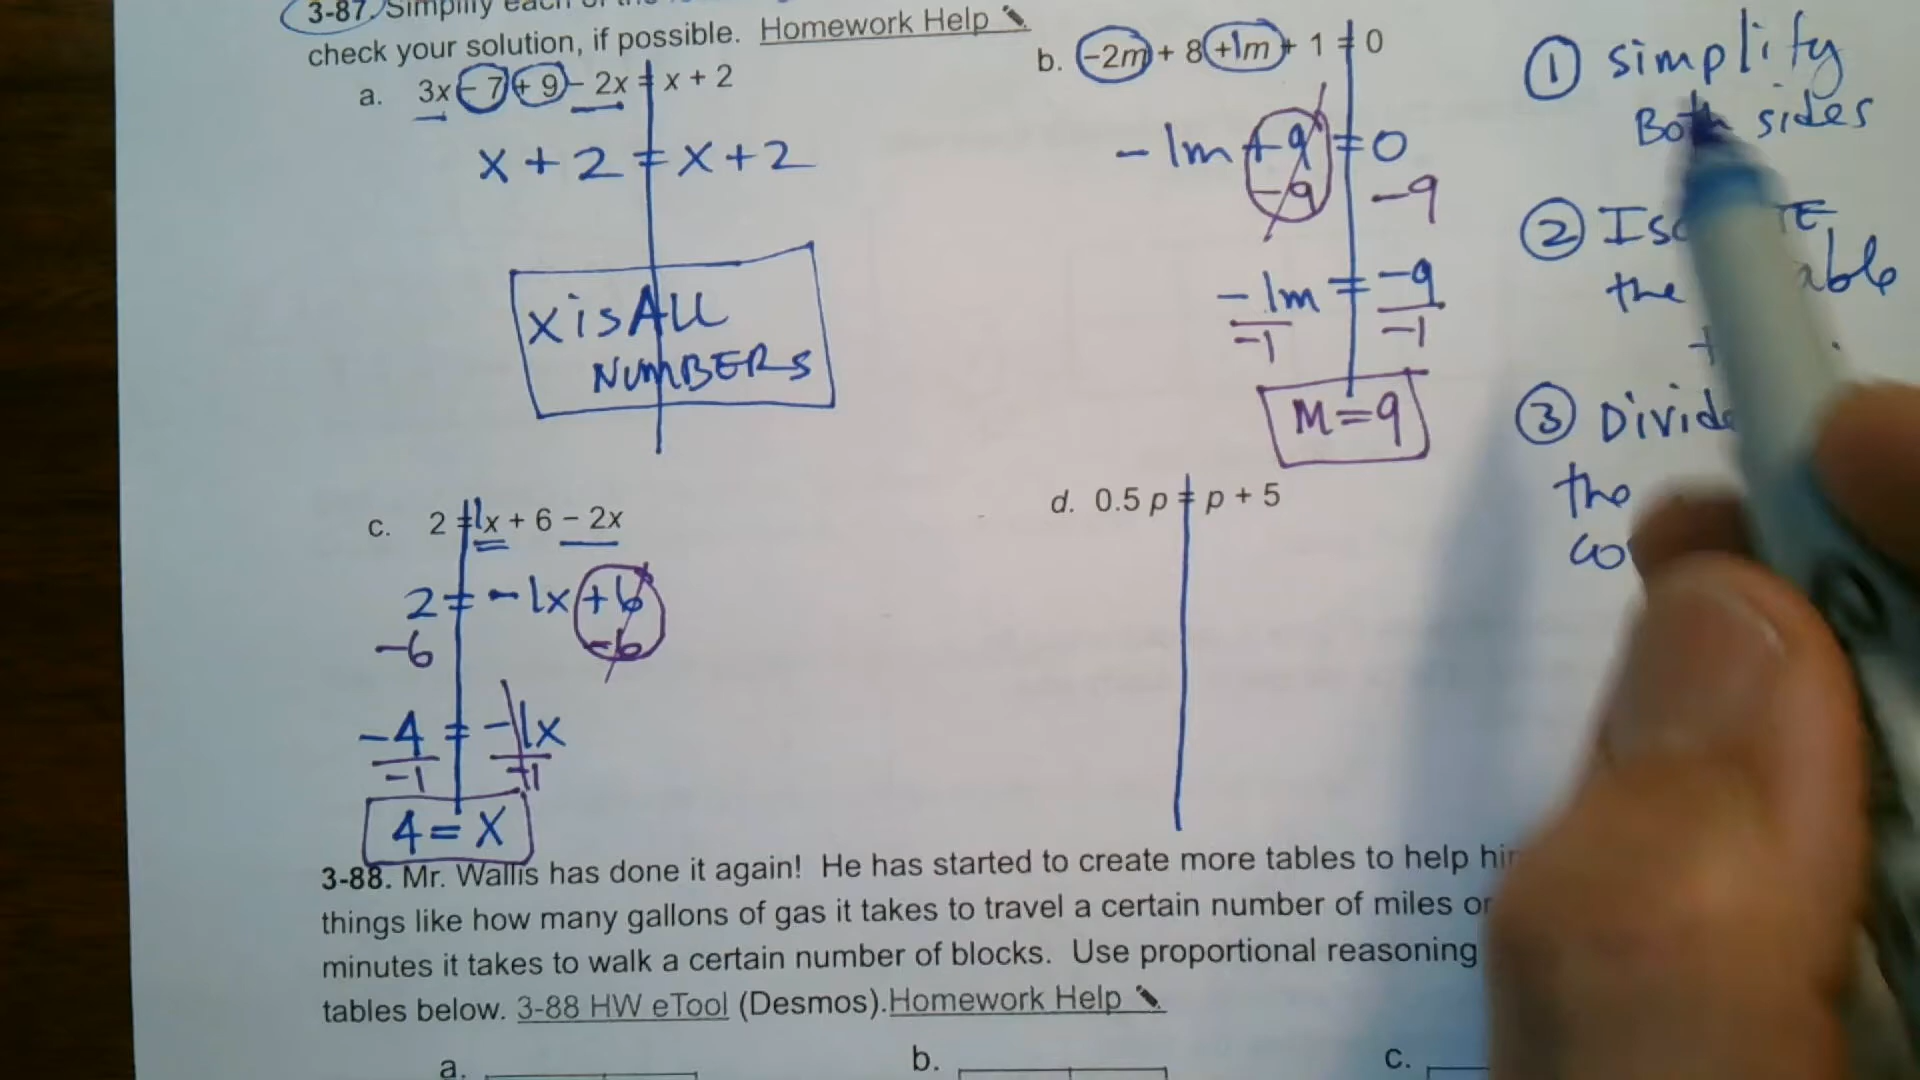 3-87. Simplify each of the
check your solution, if possible. Homework Help ✎
a. 3x - 7 + 9 - 2x = x + 2
x + 2 = x + 2
x is ALL
NUMBERS
b. -2m + 8 +1m + 1 = 0
-1m +9 = 0
-9 -9
-1m = -9
-1 -1
M = 9
c. 2 = 1x + 6 - 2x
2 = -1x +6
-6 -6
-4 = -1x
-1 -1
4 = x
d. 0.5 p = p + 5
① simplify
Both sides
②
the
③
the
3-88. Mr. Wallis has done it again! He has started to create more tables to help
things like how many gallons of gas it takes to travel a certain number of miles or
minutes it takes to walk a certain number of blocks. Use proportional reasoning
tables below. 3-88 HW eTool (Desmos). Homework Help ✎
a. b. c.